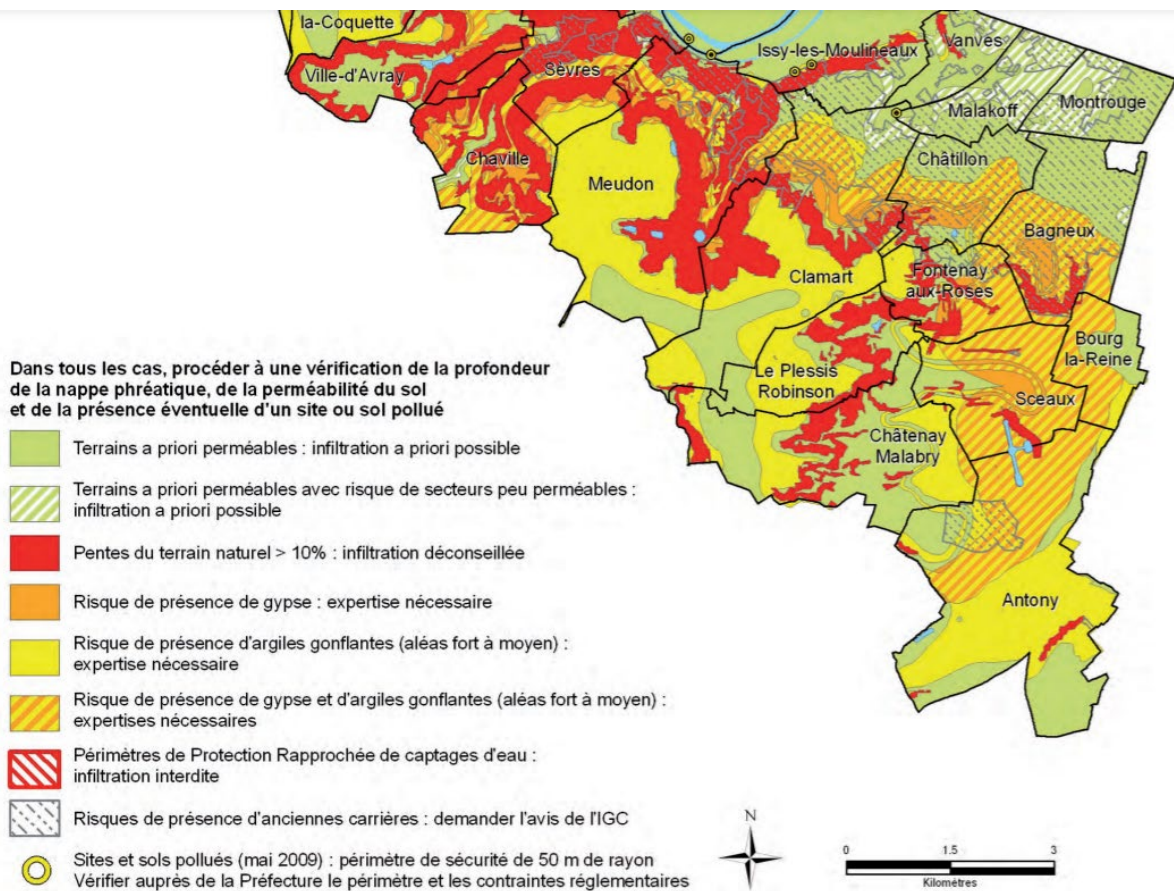 la-Coquette
Ville-d'Avray
Sèvres
Issy-les-Moulineaux
Vanves
Malakoff
Montrouge
Chaville
Meudon
Châtillon
Bagneux
Clamart
Fontenay
aux-Roses
Bourg
la-Reine
Le Plessis
Robinson
Sceaux
Châtenay
Malabry
Antony
Dans tous les cas, procéder à une vérification de la profondeur
de la nappe phréatique, de la perméabilité du sol
et de la présence éventuelle d'un site ou sol pollué
Terrains a priori perméables : infiltration a priori possible
Terrains a priori perméables avec risque de secteurs peu perméables :
infiltration a priori possible
Pentes du terrain naturel > 10% : infiltration déconseillée
Risque de présence de gypse : expertise nécessaire
Risque de présence d'argiles gonflantes (aléas fort à moyen) :
expertise nécessaire
Risque de présence de gypse et d'argiles gonflantes (aléas fort à moyen) :
expertises nécessaires
Périmètres de Protection Rapprochée de captages d'eau :
infiltration interdite
Risques de présence d'anciennes carrières : demander l'avis de l'IGC
Sites et sols pollués (mai 2009) : périmètre de sécurité de 50 m de rayon
Vérifier auprès de la Préfecture le périmètre et les contraintes réglementaires
N
0 1.5 3
Kilomètres